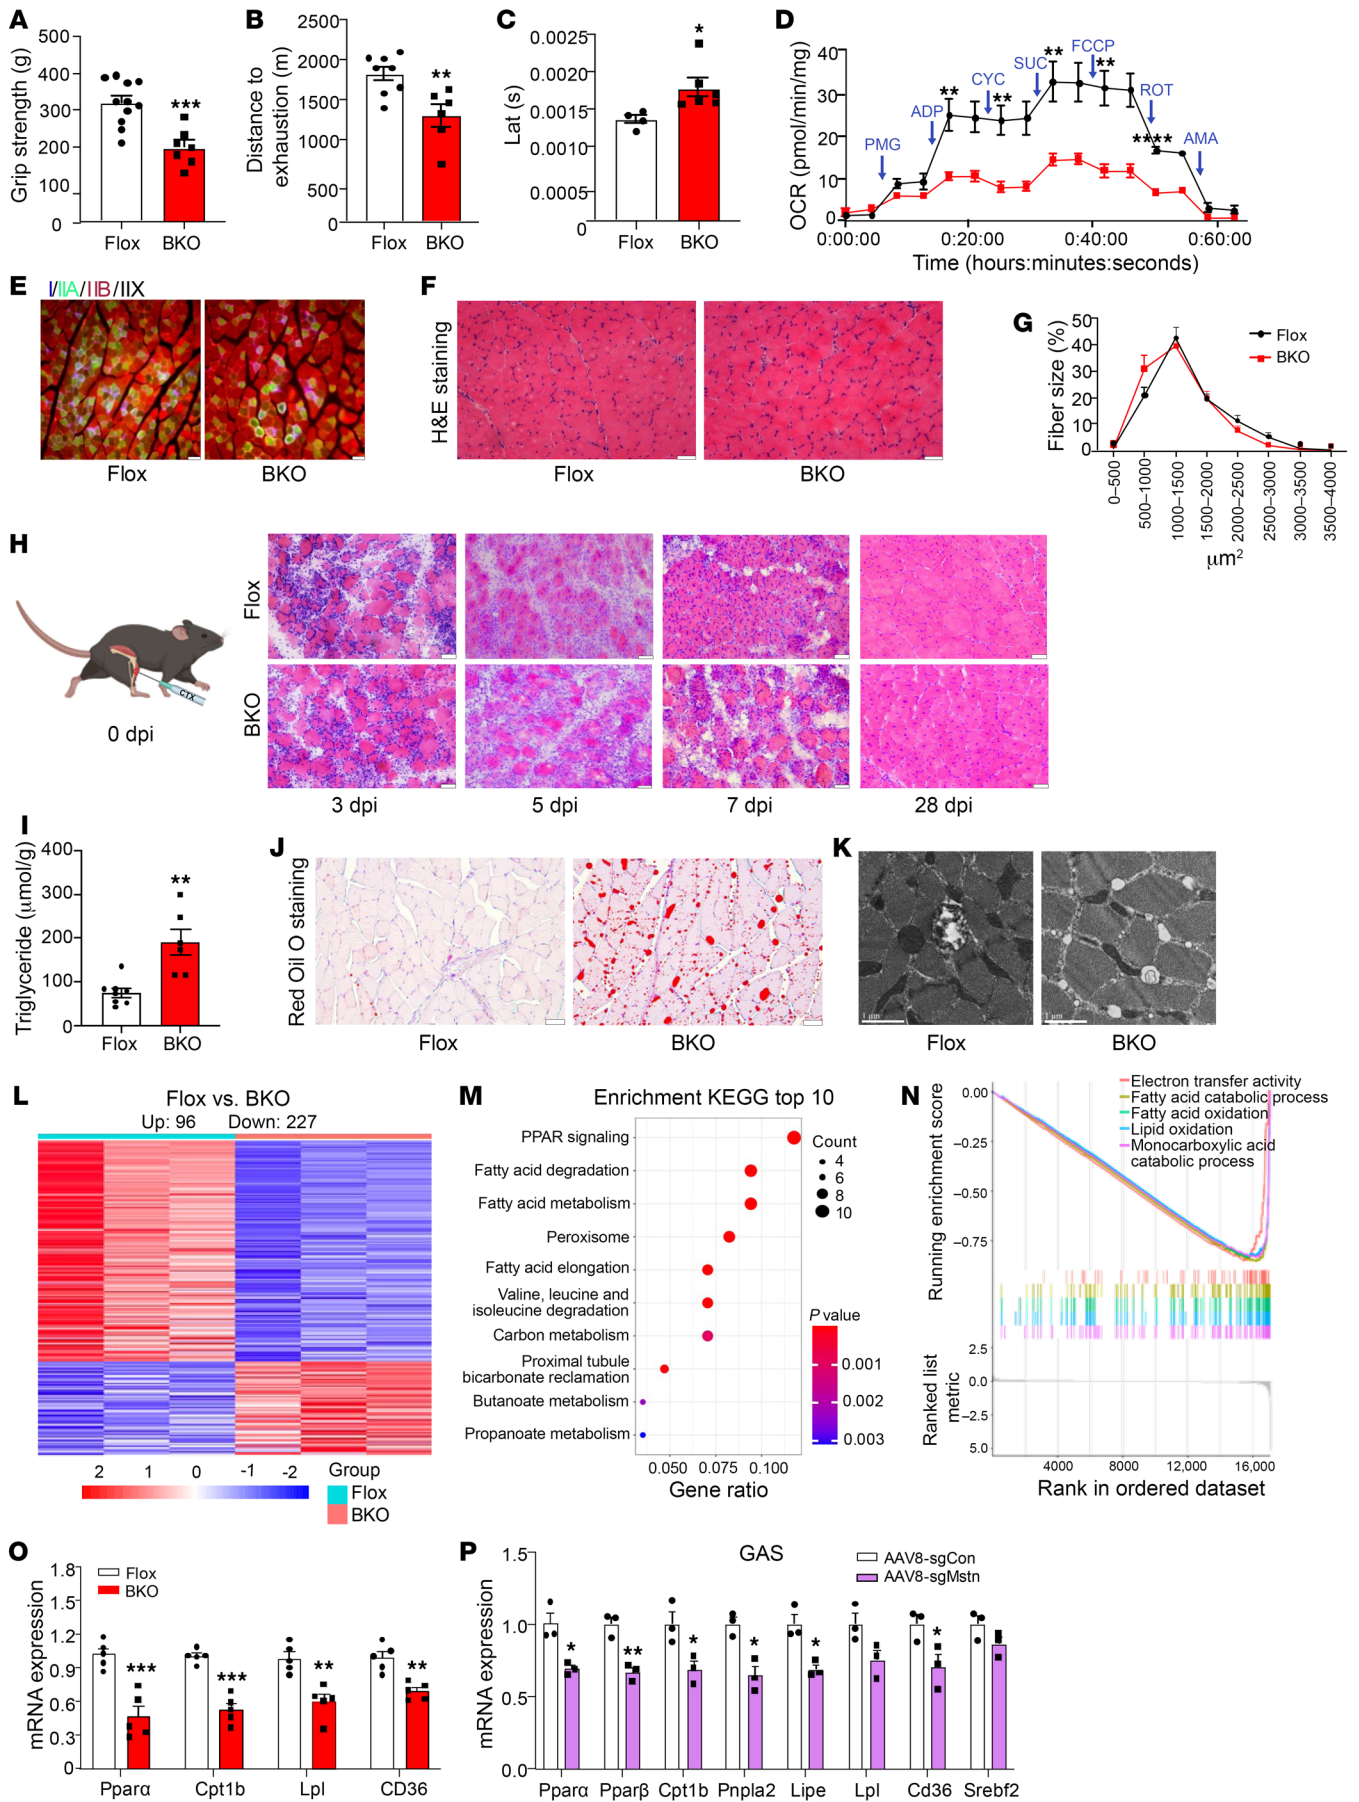 A
Grip strength (g)
500
400
300
200
100
0
***
Flox
BKO
B
Distance to
exhaustion (m)
2500
2000
1500
1000
500
0
**
Flox
BKO
C
Lat (s)
0.0025
0.0020
0.0015
0.0010
0.0005
0
*
Flox
BKO
D
OCR (pmol/min/mg)
40
30
20
10
0
PMG
ADP
**
CYC
**
SUC
**
FCCP
**
ROT
****
AMA
0:00:00
0:20:00
0:40:00
0:60:00
Time (hours:minutes:seconds)
E
I/IIA/IIB/IIX
Flox
BKO
F
H&E staining
Flox
BKO
G
Fiber size (%)
50
40
30
20
10
0
Flox
BKO
0–500
500–1000
1000–1500
1500–2000
2000–2500
2500–3000
3000–3500
3500–4000
μm²
H
CTX
0 dpi
Flox
BKO
3 dpi
5 dpi
7 dpi
28 dpi
I
Triglyceride (μmol/g)
400
300
200
100
0
**
Flox
BKO
J
Red Oil O staining
Flox
BKO
K
1 μm
1 μm
Flox
BKO
L
Flox vs. BKO
Up: 96 Down: 227
2 1 0 -1 -2
Group
Flox
BKO
M
Enrichment KEGG top 10
PPAR signaling
Fatty acid degradation
Fatty acid metabolism
Peroxisome
Fatty acid elongation
Valine, leucine and
isoleucine degradation
Carbon metabolism
Proximal tubule
bicarbonate reclamation
Butanoate metabolism
Propanoate metabolism
0.050 0.075 0.100
Gene ratio
Count
4
6
8
10
P value
0.001
0.002
0.003
N
Running enrichment score
0.00
−0.25
−0.50
−0.75
Electron transfer activity
Fatty acid catabolic process
Fatty acid oxidation
Lipid oxidation
Monocarboxylic acid
catabolic process
Ranked list
metric
2.5
0.0
−2.5
5.0
4000 8000 12,000 16,000
Rank in ordered dataset
O
mRNA expression
1.8
1.5
1.2
0.9
0.6
0.3
0
Flox
BKO
***
***
**
**
Pparα
Cpt1b
Lpl
CD36
P
GAS
mRNA expression
1.5
1.0
0.5
0.0
AAV8-sgCon
AAV8-sgMstn
*
**
*
*
*
*
Pparα
Pparβ
Cpt1b
Pnpla2
Lipe
Lpl
Cd36
Srebf2